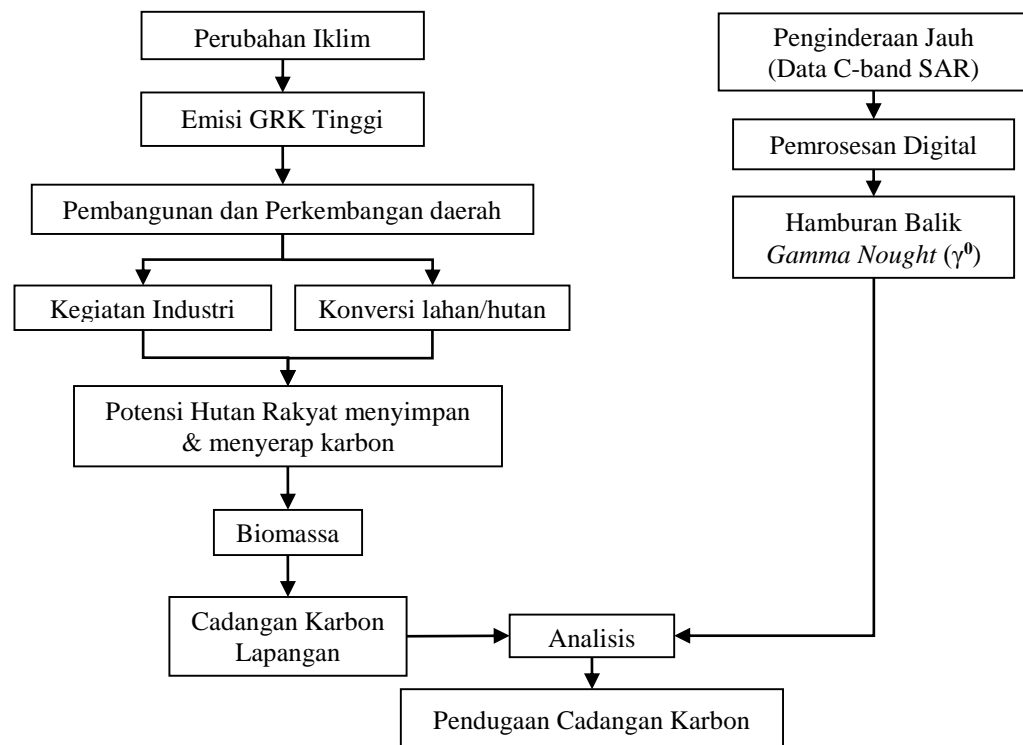 Perubahan Iklim
Emisi GRK Tinggi
Pembangunan dan Perkembangan daerah
Kegiatan Industri
Konversi lahan/hutan
Potensi Hutan Rakyat menyimpan
& menyerap karbon
Biomassa
Cadangan Karbon
Lapangan
Penginderaan Jauh
(Data C-band SAR)
Pemrosesan Digital
Hamburan Balik
Gamma Nought (γ⁰)
Analisis
Pendugaan Cadangan Karbon